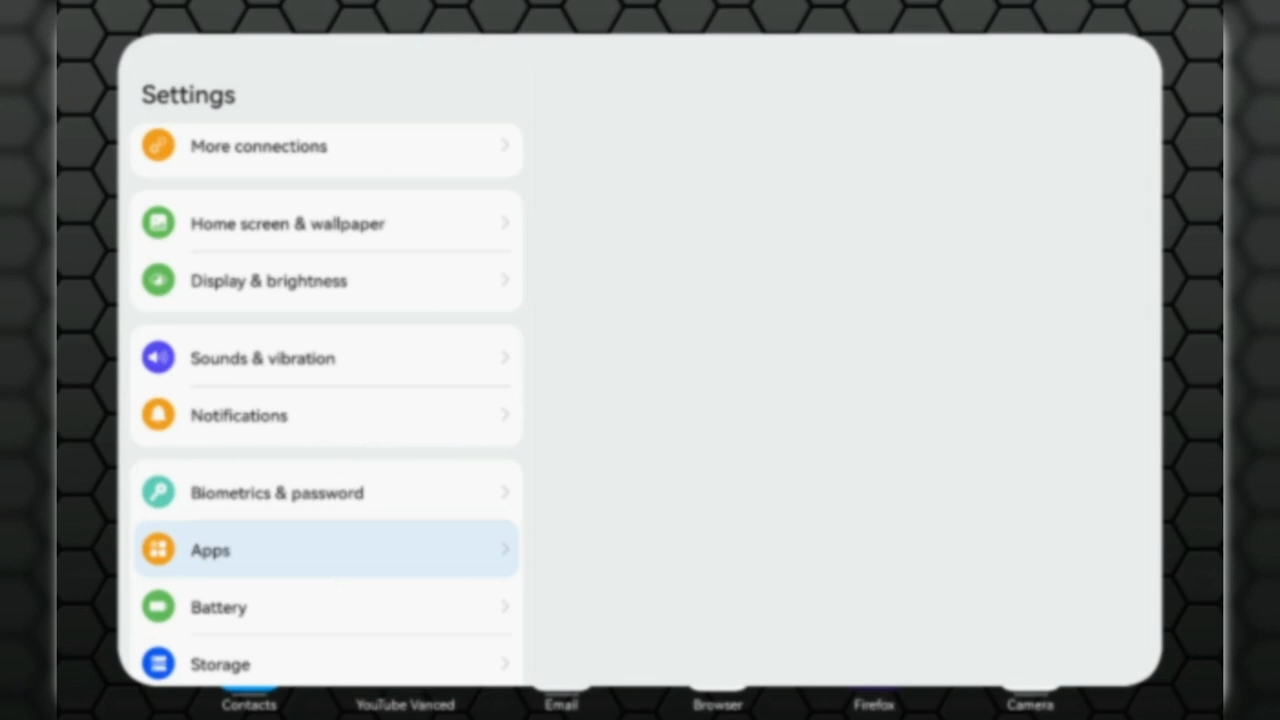 Settings
More connections
Home screen & wallpaper
Display & brightness
Sounds & vibration
Notifications
Biometrics & password
Apps
Battery
Storage
Contacts YouTube Vanced Email Browser Firefox Camera